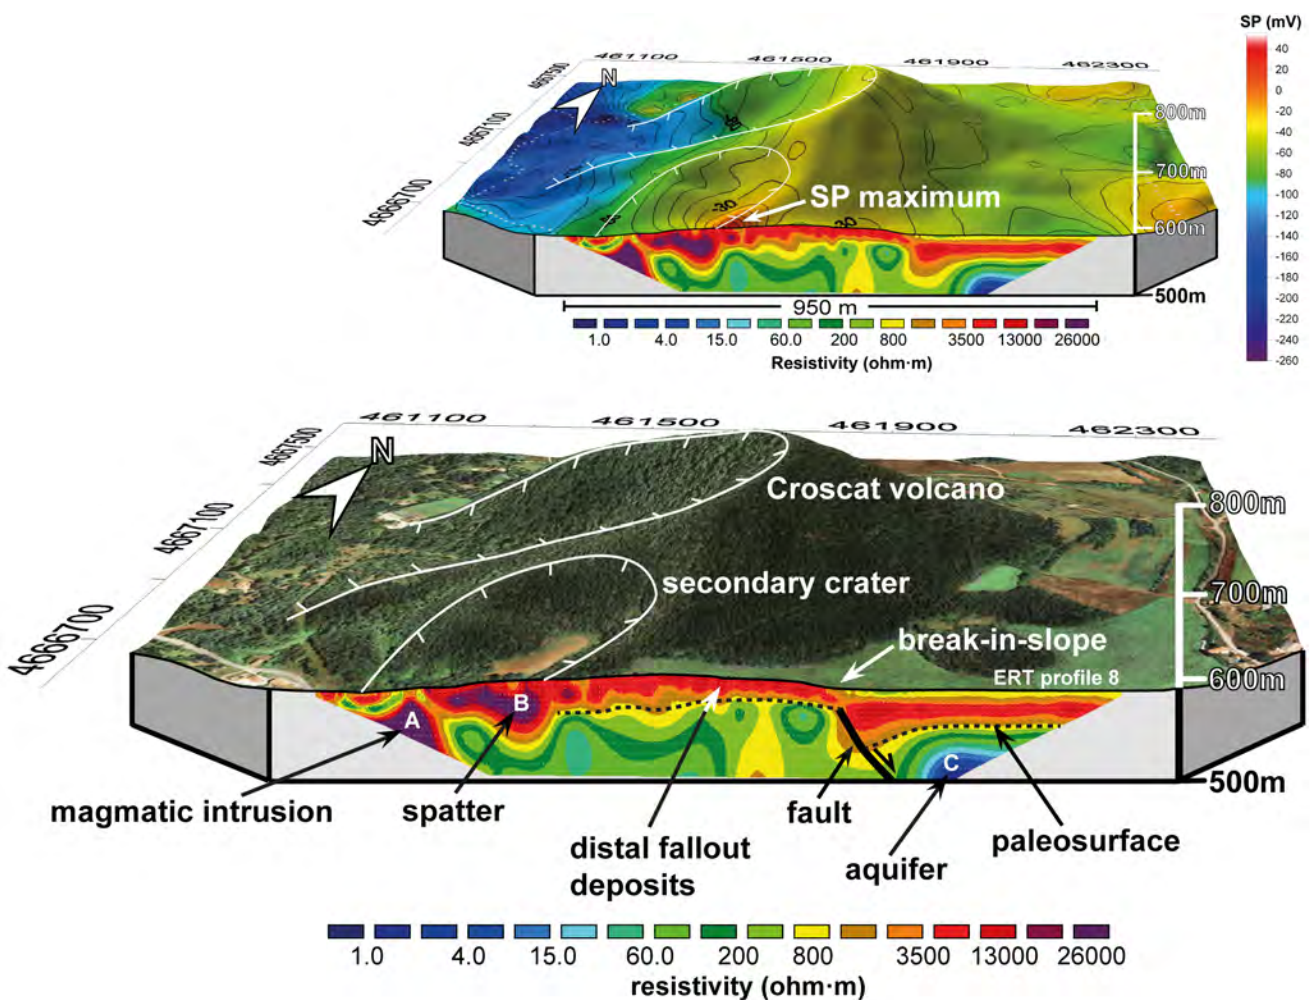 SP (mV)
40
20
0
-20
-40
-60
-80
-100
-120
-140
-160
-180
-200
-220
-240
-260
461100
461500
461900
462300
4667500
4667100
4666700
N
800m
700m
600m
500m
-30
SP maximum
-30
950 m
1.0
4.0
15.0
60.0
200
800
3500
13000
26000
Resistivity (ohm·m)
461100
461500
461900
462300
4667500
4667100
4666700
N
Croscat volcano
800m
secondary crater
700m
break-in-slope
ERT profile 8
600m
A
B
C
500m
magmatic intrusion
spatter
distal fallout
deposits
fault
aquifer
paleosurface
1.0
4.0
15.0
60.0
200
800
3500
13000
26000
resistivity (ohm·m)